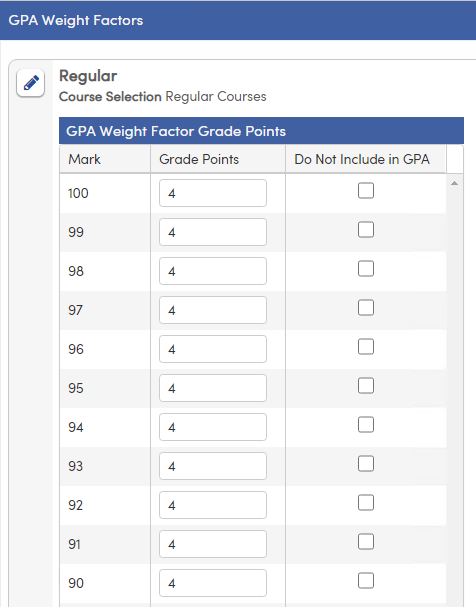 GPA Weight Factors
Regular
Course Selection Regular Courses
GPA Weight Factor Grade Points
Mark Grade Points Do Not Include in GPA
100 4
99 4
98 4
97 4
96 4
95 4
94 4
93 4
92 4
91 4
90 4